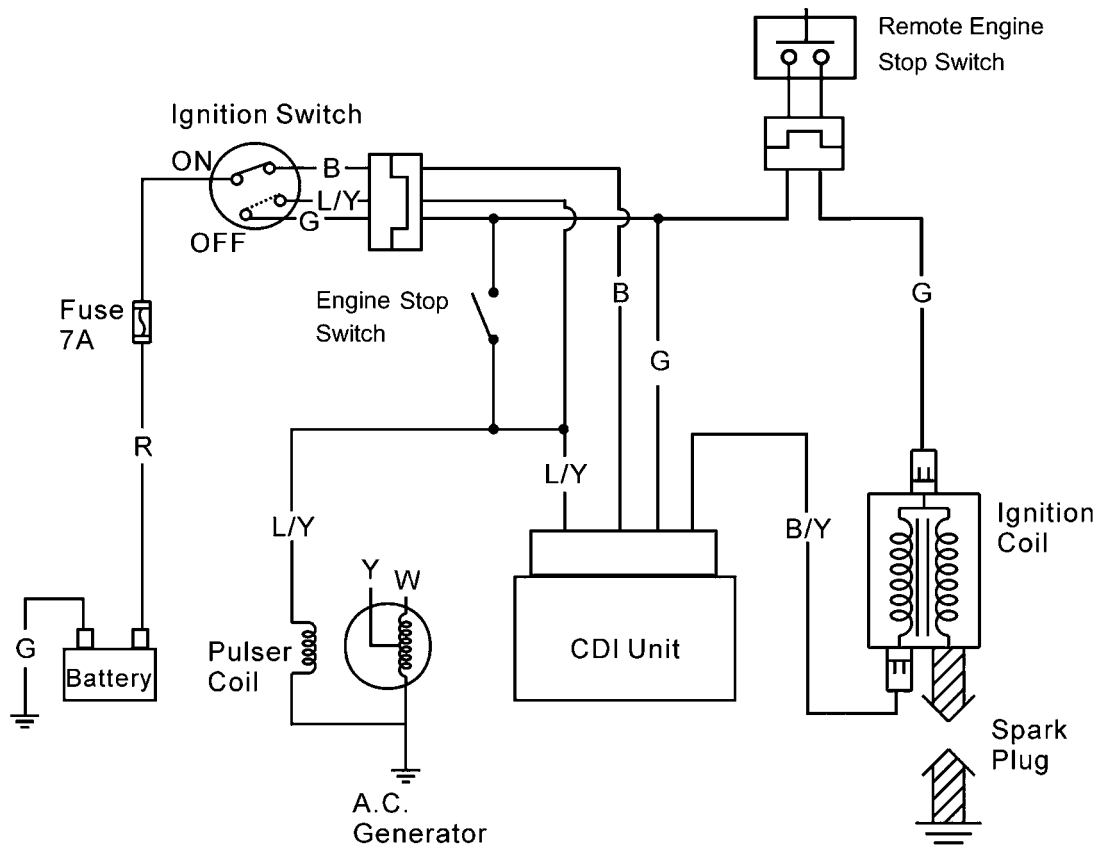 Remote Engine
Stop Switch
Ignition Switch
ON
B
L/Y
G
OFF
Fuse
7A
Engine Stop
Switch
B
G
G
R
L/Y
L/Y
B/Y
Ignition
Coil
Y
W
G
Battery
Pulser
Coil
CDI Unit
Spark
Plug
A.C.
Generator